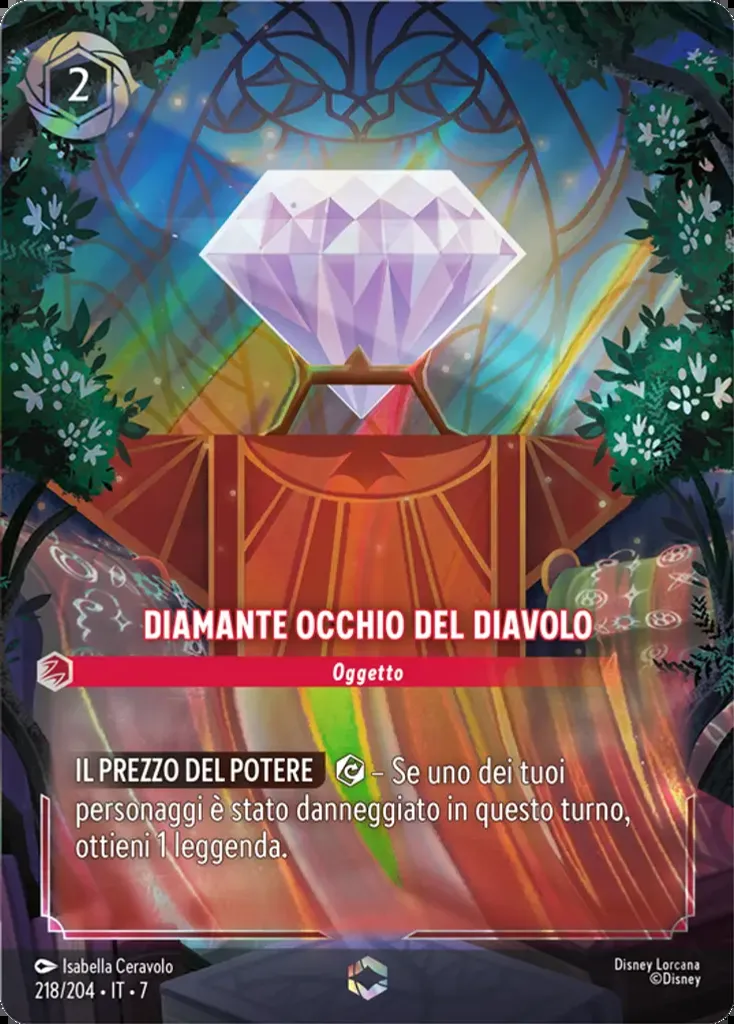 2
DIAMANTE OCCHIO DEL DIAVOLO
Oggetto
IL PREZZO DEL POTERE – Se uno dei tuoi
personaggi è stato danneggiato in questo turno,
ottieni 1 leggenda.
Isabella Ceravolo
218/204 • IT • 7
Disney Lorcana
©Disney